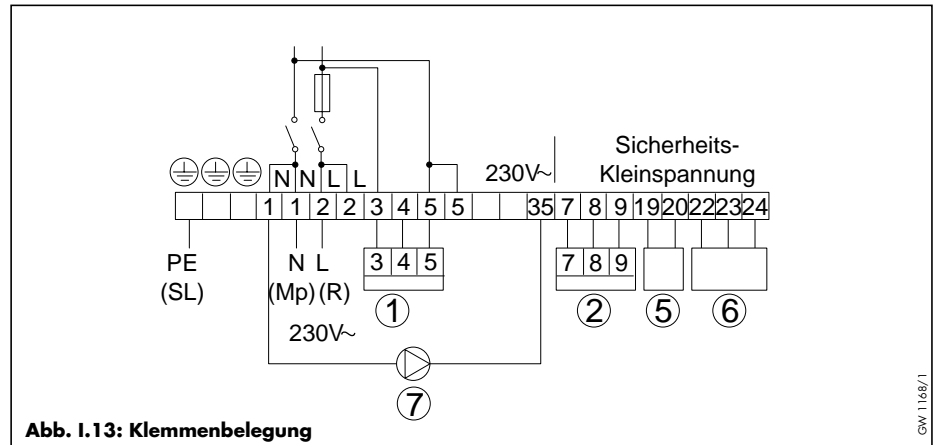 Sicherheits-
230V~ Kleinspannung
N N L L
1 1 2 2 3 4 5 5 35 7 8 9 19 20 22 23 24
PE N L 3 4 5 7 8 9
(SL) (Mp) (R) 1 2 5 6
230V~
7
Abb. I.13: Klemmenbelegung
GW 1168/1